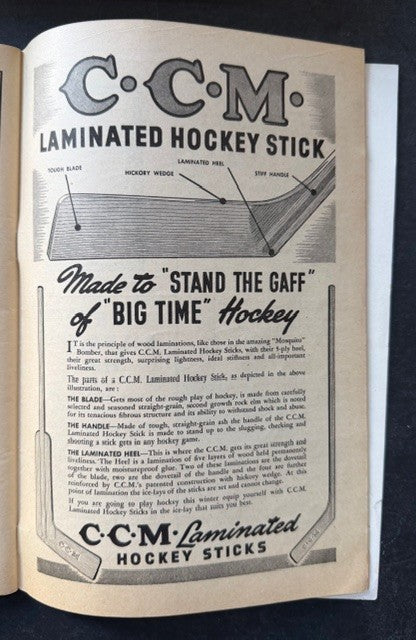 C·C·M·
LAMINATED HOCKEY STICK
TOUGH BLADE
HICKORY WEDGE
LAMINATED HEEL
STIFF HANDLE
Made to "STAND THE GAFF"
of "BIG TIME" Hockey
IT is the principle of wood laminations, like those in the amazing "Mosquito"
Bomber, that gives C.C.M. Laminated Hockey Sticks, with their 5-ply heel,
their great strength, surprising lightness, ideal stiffness and all-important
liveliness.
The parts of a C.C.M. Laminated Hockey Stick, as depicted in the above
illustration, are :
THE BLADE—Gets most of the rough play of hockey, is made from carefully
selected and seasoned straight-grain, second growth rock elm which is noted
for its tenacious fibrous structure and its ability to withstand shock and abuse.
THE HANDLE—Made of tough, straight-grain ash the handle of the C.C.M.
Laminated Hockey Stick is made to stand up to the slugging, checking and
shooting a stick gets in any hockey game.
THE LAMINATED HEEL—This is where the C.C.M. gets its great strength and
liveliness. The Heel is a lamination of five layers of wood held permanently
together with moistureproof glue. Two of these laminations are the dovetail
of the blade, two are the dovetail of the handle and the four are further
reinforced by C.C.M.'s patented construction with hickory wedge. At this
point of lamination the ice-lays of the sticks are set and cannot change.
If you are going to play hockey this winter equip yourself with C.C.M.
Laminated Hockey Sticks in the ice-lay that suits you best.
C·C·M· Laminated
HOCKEY STICKS
C·C·M
C·C·M